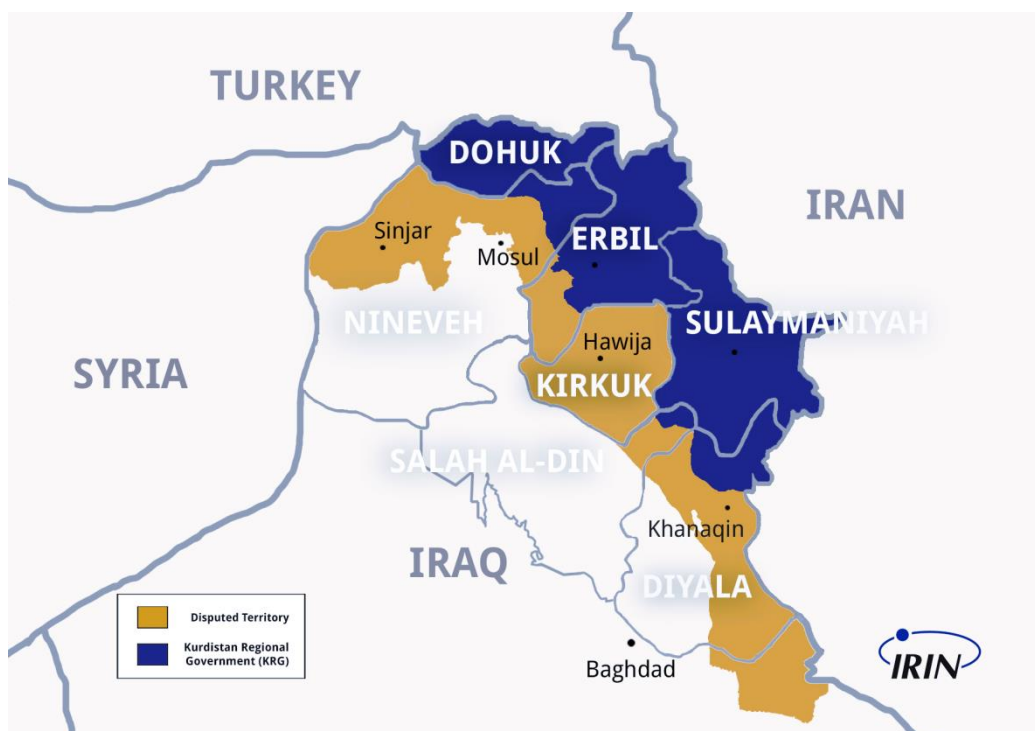 TURKEY
DOHUK
IRAN
Sinjar
ERBIL
Mosul
NINEVEH
SULAYMANIYAH
Hawija
SYRIA
KIRKUK
SALAH AL-DIN
Khanaqin
IRAQ
DIYALA
Disputed Territory
Kurdistan Regional
Government (KRG)
Baghdad
IRIN